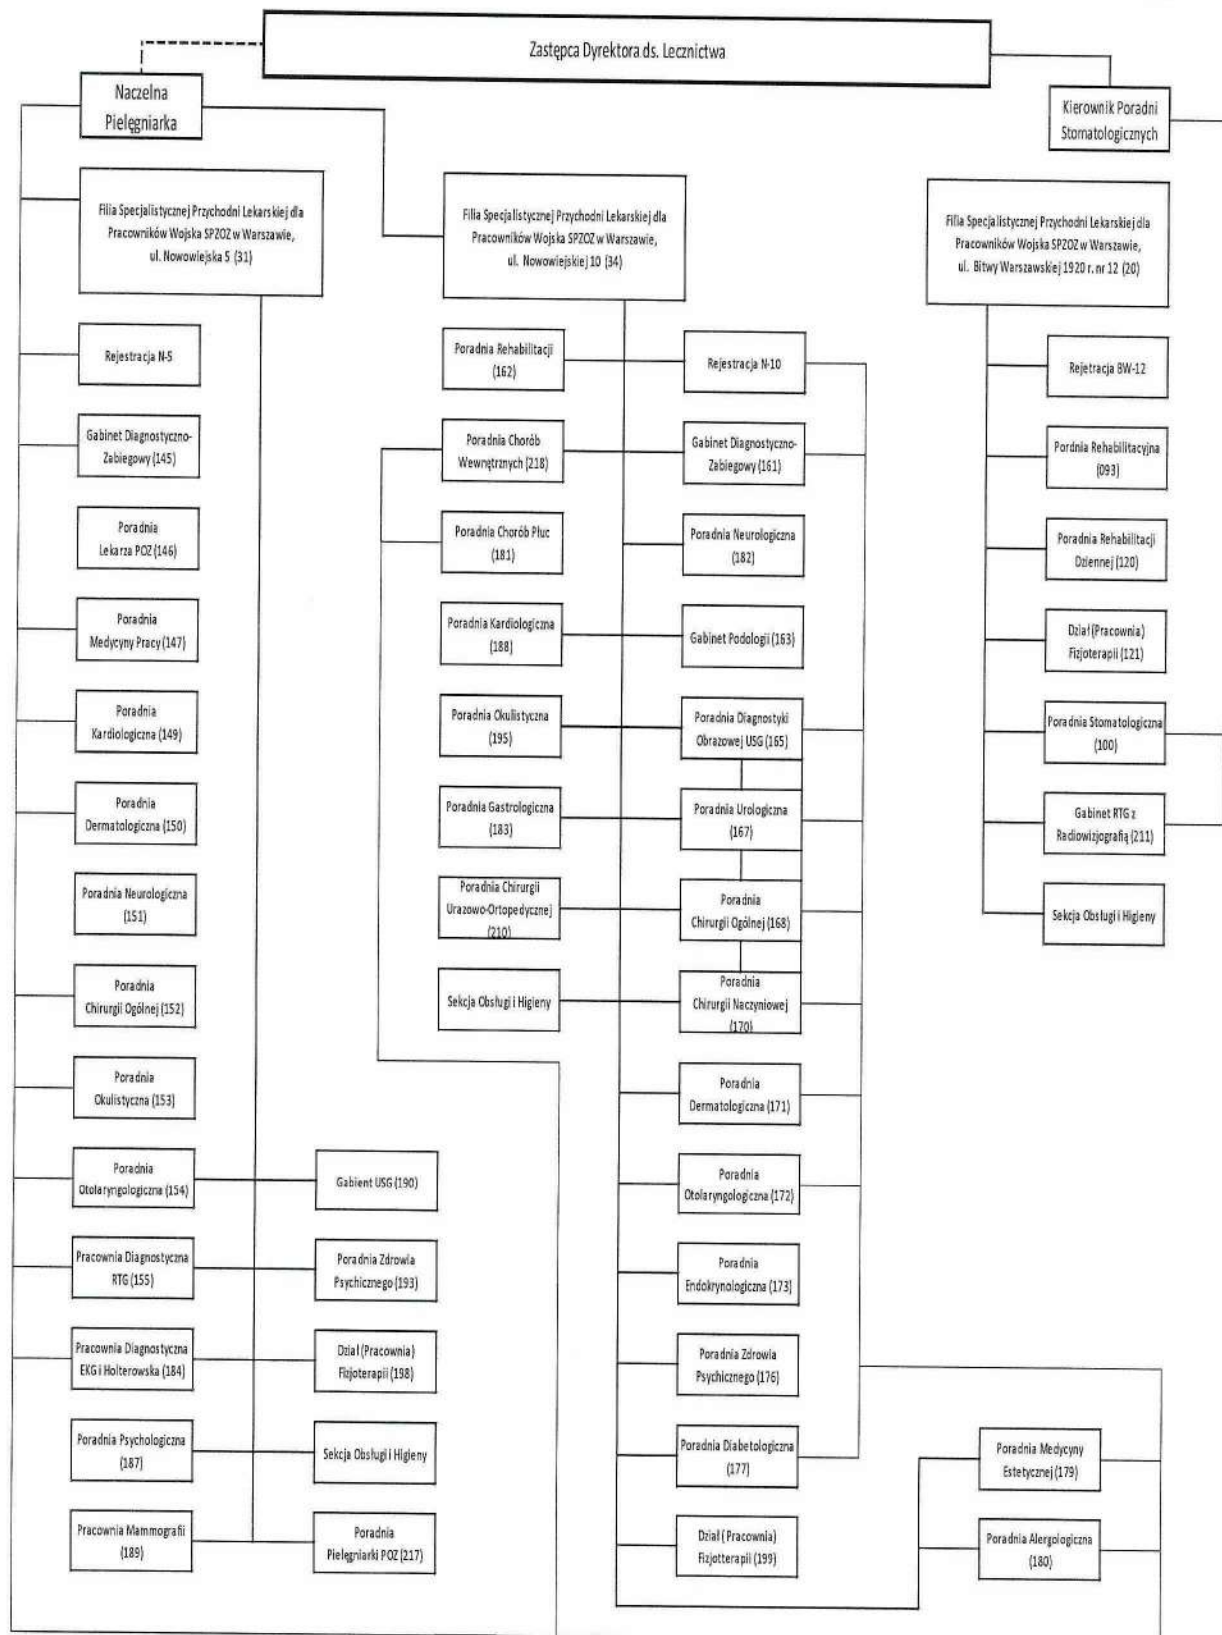 Zastępca Dyrektora ds. Lecznictwa
Naczelna
Pielęgniarka
Kierownik Poradni
Stomatologicznych
Filia Specjalistycznej Przychodni Lekarskiej dla
Pracowników Wojska SPZOZ w Warszawie,
ul. Nowowiejska 5 (31)
Filia Specjalistycznej Przychodni Lekarskiej dla
Pracowników Wojska SPZOZ w Warszawie,
ul. Nowowiejskiej 10 (34)
Filia Specjalistycznej Przychodni Lekarskiej dla
Pracowników Wojska SPZOZ w Warszawie,
ul. Bitwy Warszawskiej 1920 r. nr 12 (20)
Rejestracja N-5
Gabinet Diagnostyczno-
Zabiegowy (145)
Poradnia
Lekarza POZ (146)
Poradnia
Medycyny Pracy (147)
Poradnia
Kardiologiczna (149)
Poradnia
Dermatologiczna (150)
Poradnia Neurologiczna
(151)
Poradnia
Chirurgii Ogólnej (152)
Poradnia
Okulistyczna (153)
Poradnia
Otolaryngologiczna (154)
Pracownia Diagnostyczna
RTG (155)
Pracownia Diagnostyczna
EKG i Holterowska (184)
Poradnia Psychologiczna
(187)
Pracownia Mammografii
(189)
Gabient USG (190)
Poradnia Zdrowia
Psychicznego (193)
Dział (Pracownia)
Fizjoterapii (198)
Sekcja Obsługi i Higieny
Poradnia
Pielęgniarki POZ (217)
Poradnia Rehabilitacji
(162)
Poradnia Chorób
Wewnętrznych (218)
Poradnia Chorób Płuc
(181)
Poradnia Kardiologiczna
(188)
Poradnia Okulistyczna
(195)
Poradnia Gastrologiczna
(183)
Poradnia Chirurgii
Urazowo-Ortopedycznej
(210)
Sekcja Obsługi i Higieny
Rejestracja N-10
Gabinet Diagnostyczno-
Zabiegowy (161)
Poradnia Neurologiczna
(182)
Gabinet Podologii (163)
Poradnia Diagnostyki
Obrazowej USG (165)
Poradnia Urologiczna
(167)
Poradnia
Chirurgii Ogólnej (168)
Poradnia
Chirurgii Naczyniowej
(170)
Poradnia
Dermatologiczna (171)
Poradnia
Otolaryngologiczna (172)
Poradnia
Endokrynologiczna (173)
Poradnia Zdrowia
Psychicznego (176)
Poradnia Diabetologiczna
(177)
Dział ( Pracownia)
Fizjotterapii (199)
Poradnia Medycyny
Estetycznej (179)
Poradnia Alergologiczna
(180)
Rejetracja BW-12
Pordnia Rehabilitacyjna
(093)
Poradnia Rehabilitacji
Dziennej (120)
Dział (Pracownia)
Fizjoterapii (121)
Poradnia Stomatologiczna
(100)
Gabinet RTG z
Radiowizjografią (211)
Sekcja Obsługi i Higieny